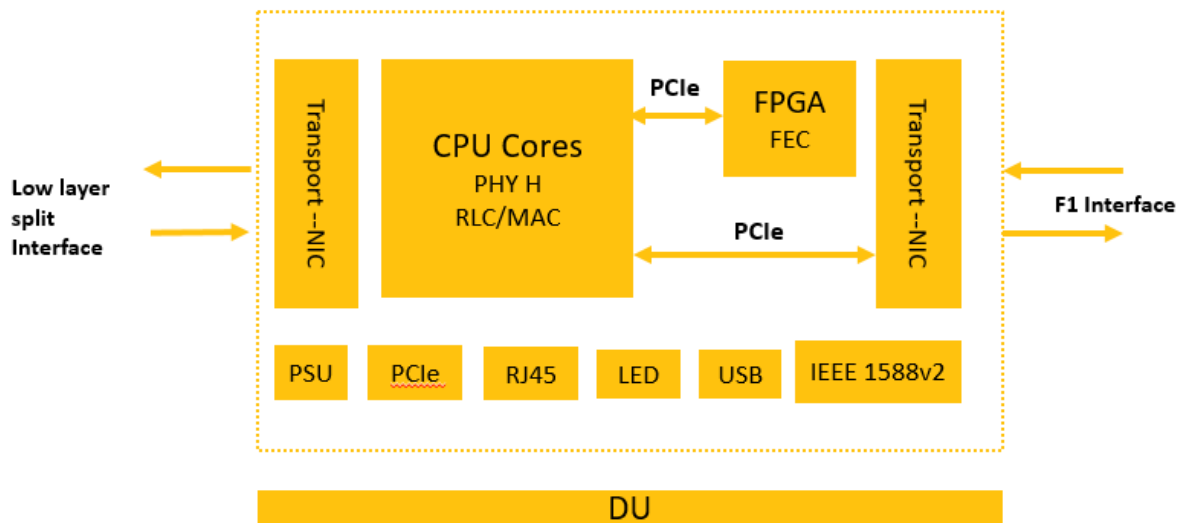 Low layer
split
Interface
Transport --NIC
CPU Cores
PHY H
RLC/MAC
PCIe
FPGA
FEC
PCIe
Transport --NIC
F1 Interface
PSU
PCIe
RJ45
LED
USB
IEEE 1588v2
DU